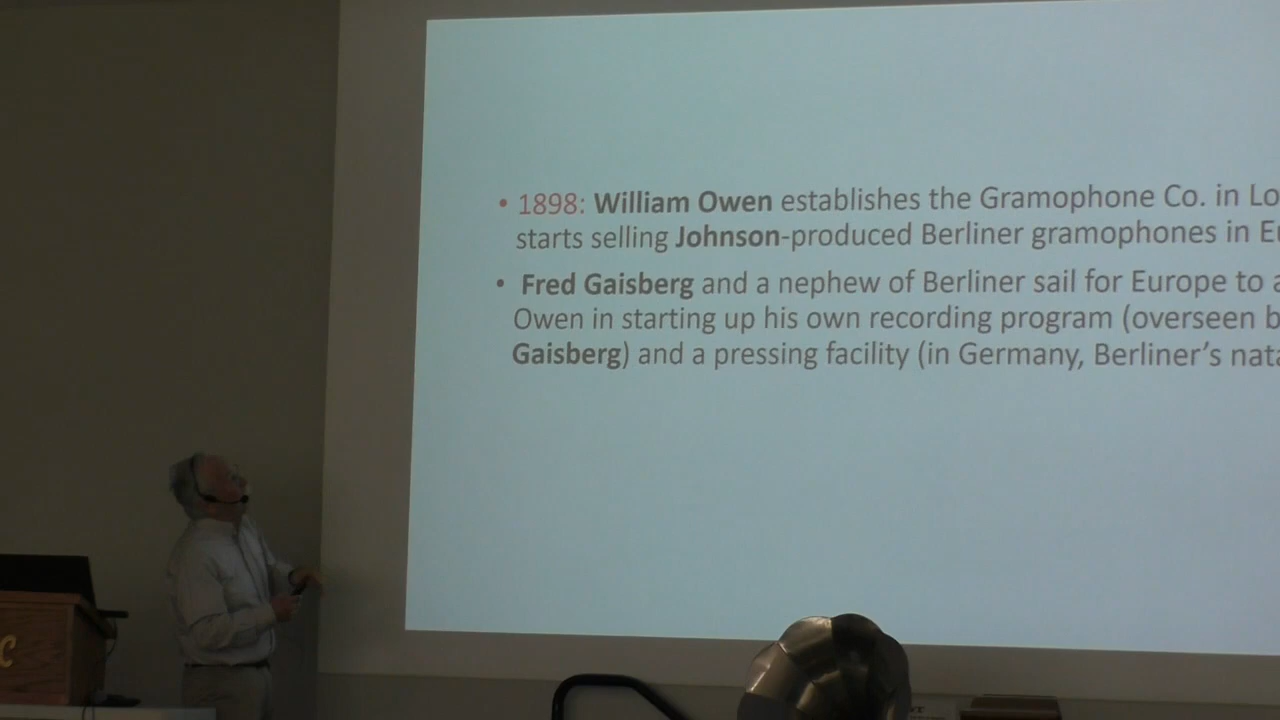 • 1898: William Owen establishes the Gramophone Co. in Lo
starts selling Johnson-produced Berliner gramophones in E
• Fred Gaisberg and a nephew of Berliner sail for Europe to a
Owen in starting up his own recording program (overseen b
Gaisberg) and a pressing facility (in Germany, Berliner's nat
C